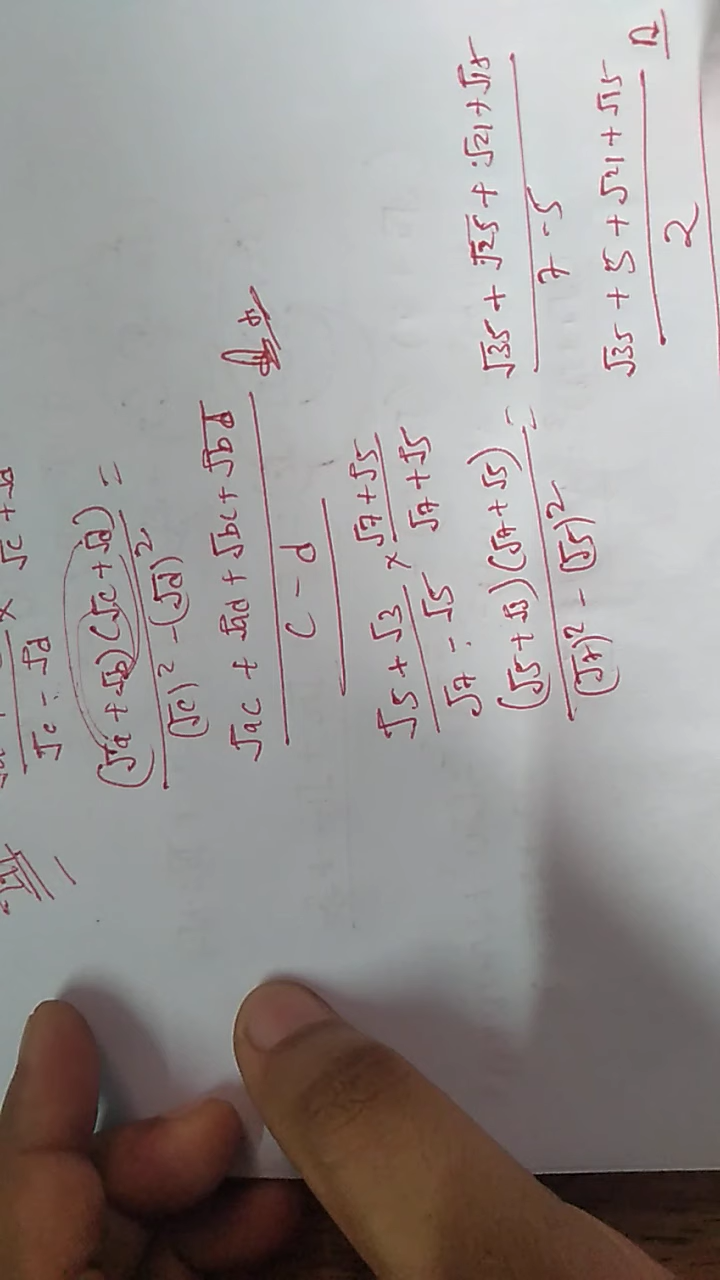 √c - √d × √c + √d
(√a + √b)(√c + √d) =
(√c)² - (√d)²
√ac + √ad + √bc + √bd
c - d
√5 + √3 × √7 + √5
√7 - √5 √7 + √5
(√5 + √3)(√7 + √5) = √35 + √25 + √21 + √15
(√7)² - (√5)² 7 - 5
√35 + 5 + √21 + √15
2